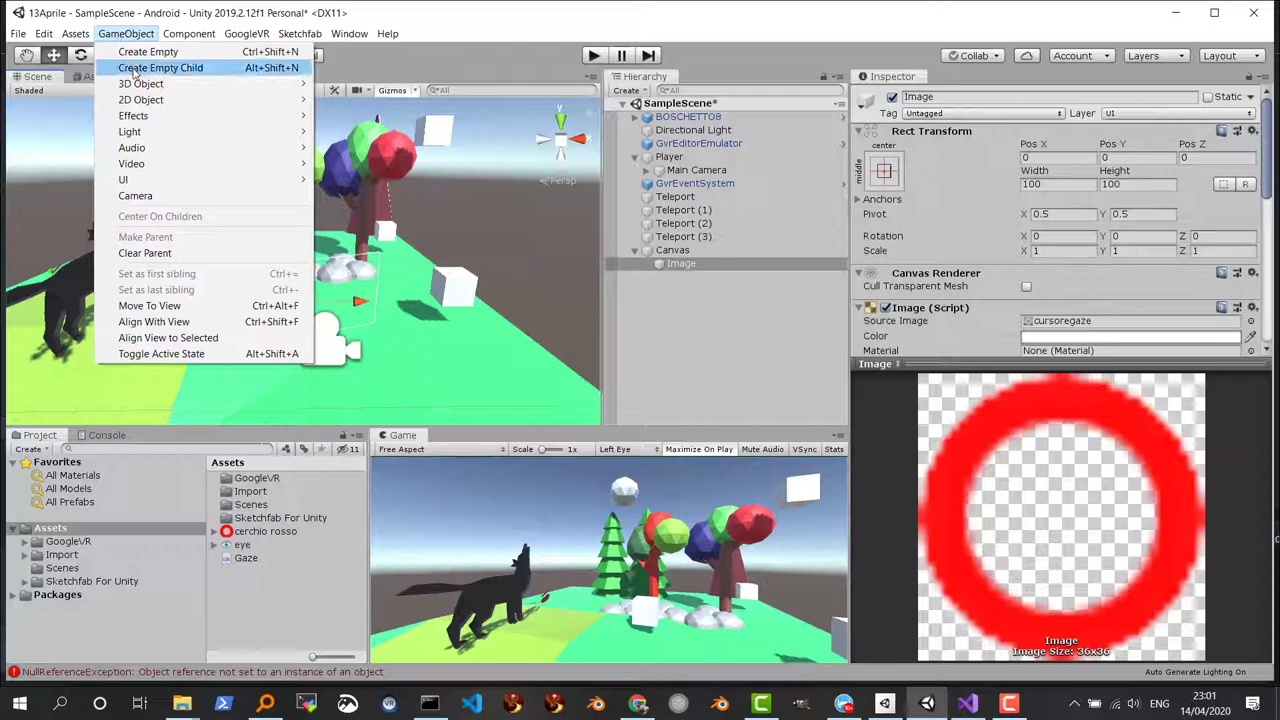 13Aprile - SampleScene - Android - Unity 2019.2.12f1 Personal* <DX11>
File Edit Assets GameObject Component GoogleVR Sketchfab Window Help
Collab Account Layers Layout
Create Empty Ctrl+Shift+N
Create Empty Child Alt+Shift+N
3D Object
2D Object
Effects
Light
Audio
Video
UI
Camera
Center On Children
Make Parent
Clear Parent
Set as first sibling Ctrl+=
Set as last sibling Ctrl+-
Move To View Ctrl+Alt+F
Align With View Ctrl+Shift+F
Align View to Selected
Toggle Active State Alt+Shift+A
Scene
Shaded
Gizmos All
y
x
Persp
Hierarchy
Create All
SampleScene*
BOSCHETTO8
Directional Light
GvrEditorEmulator
Player
Main Camera
GvrEventSystem
Teleport
Teleport (1)
Teleport (2)
Teleport (3)
Canvas
Image
Inspector
Image Static
Tag Untagged Layer UI
Rect Transform
center Pos X Pos Y Pos Z
middle 0 0 0
Width Height
100 100 R
Anchors
Pivot X 0.5 Y 0.5
Rotation X 0 Y 0 Z 0
Scale X 1 Y 1 Z 1
Canvas Renderer
Cull Transparent Mesh
Image (Script)
Source Image cursoregaze
Color
Material None (Material)
Image
Image
Image Size: 36x36
Project Console
Create 11
Favorites
All Materials
All Models
All Prefabs
Assets
GoogleVR
Import
Scenes
Sketchfab For Unity
Packages
Assets
GoogleVR
Import
Scenes
Sketchfab For Unity
cerchio rosso
eye
Gaze
Game
Free Aspect Scale 1x Left Eye Maximize On Play Mute Audio VSync Stats
NullReferenceException: Object reference not set to an instance of an object
Auto Generate Lighting On
ENG
23:01
14/04/2020